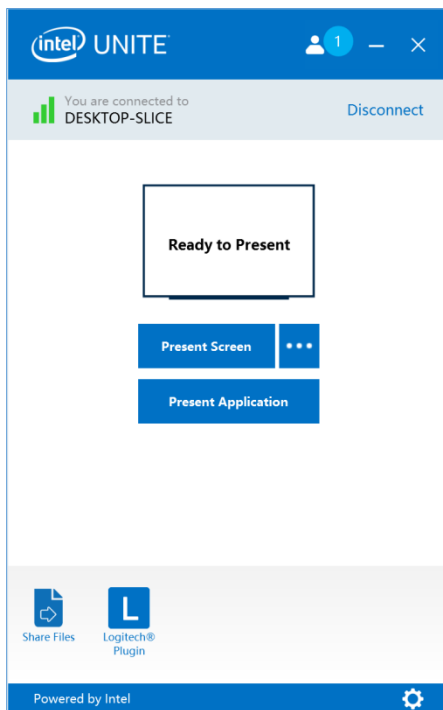 intel UNITE
1
You are connected to
DESKTOP-SLICE
Disconnect
Ready to Present
Present Screen
Present Application
L
Share Files
Logitech®
Plugin
Powered by Intel